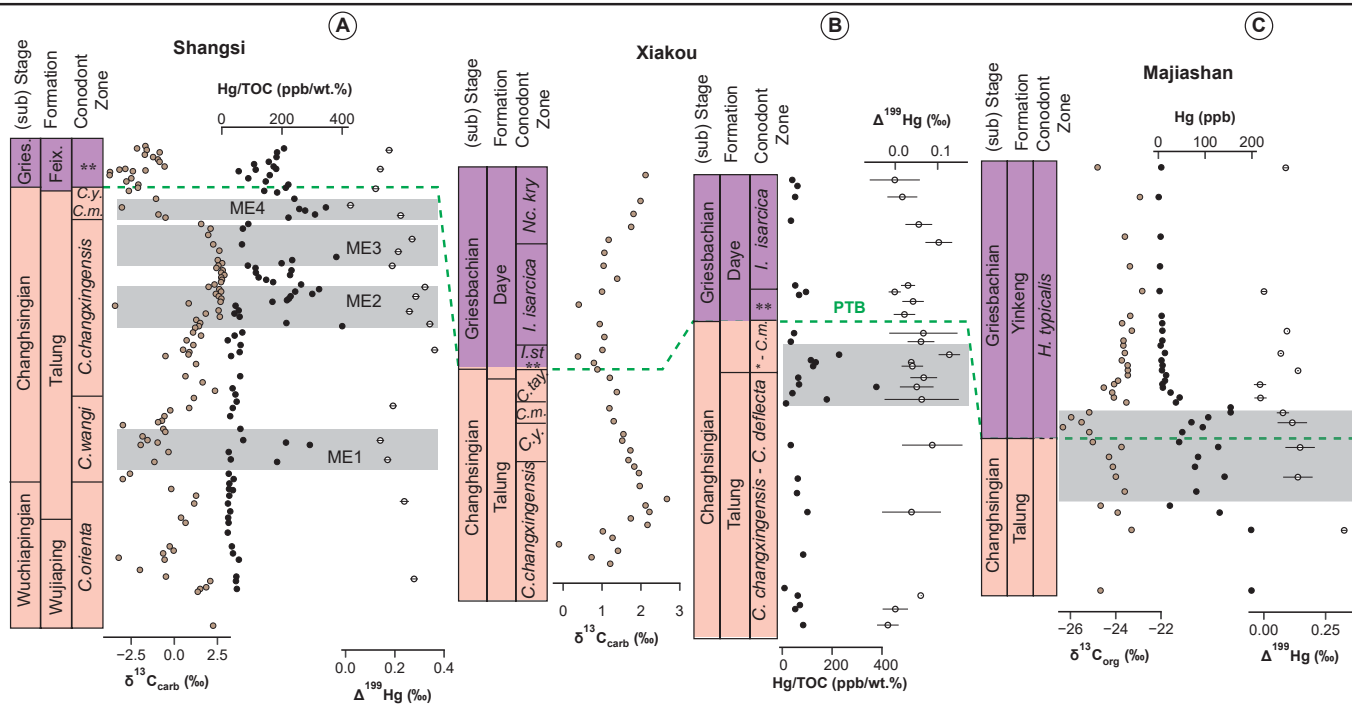 A
B
C
Shangsi
Xiakou
Majiashan
(sub) Stage
Formation
Conodont
Zone
Hg/TOC (ppb/wt.%)
0 200 400
Gries.
Feix.
**
C.y.
C.m.
Changhsingian
Talung
C.changxingensis
C.wangi
Wuchiapingian
Wujiaping
C.orienta
ME4
ME3
ME2
ME1
−2.5 0.0 2.5
δ13Ccarb (‰)
0.0 0.2 0.4
Δ199Hg (‰)
(sub) Stage
Formation
Conodont
Zone
Griesbachian
Daye
Nc. kry
I. isarcica
I.st
**
C.tay.
C.m.
C.y.
C.changxingensis
Changhsingian
Talung
0 1 2 3
δ13Ccarb (‰)
(sub) Stage
Formation
Conodont
Zone
Δ199Hg (‰)
0.0 0.1
Griesbachian
Daye
I. isarcica
**
PTB
* - C.m.
Changhsingian
Talung
C. changxingensis - C. deflecta
0 200 400
Hg/TOC (ppb/wt.%)
(sub) Stage
Formation
Conodont
Zone
Hg (ppb)
0 100 200
Griesbachian
Yinkeng
H. typicalis
Changhsingian
Talung
−26 −22
δ13Corg (‰)
0.00 0.25
Δ199Hg (‰)